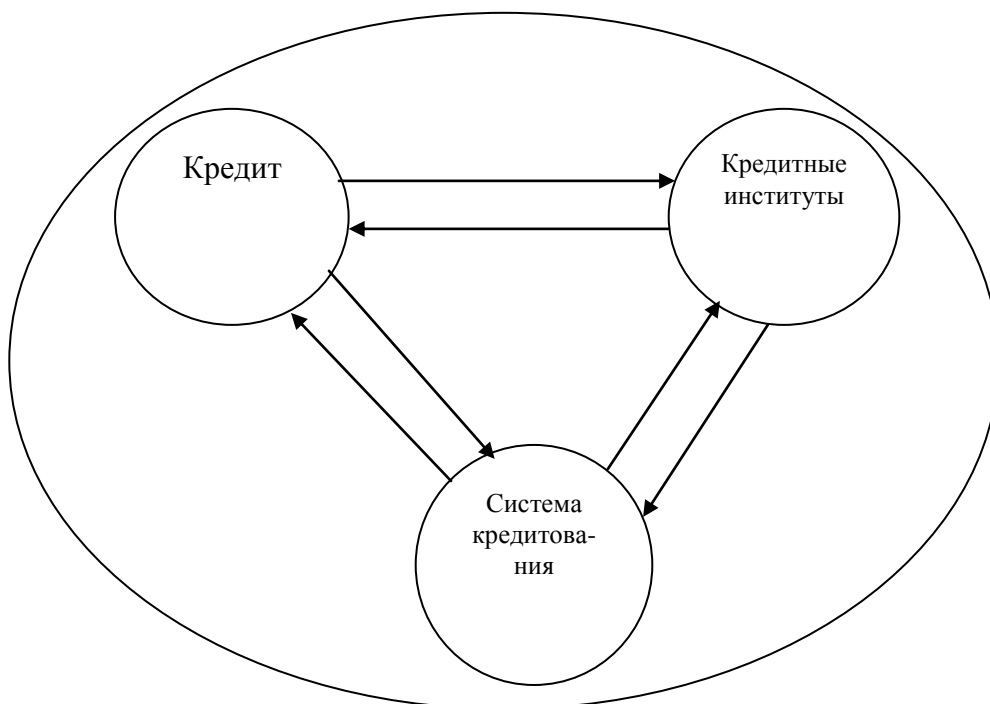 Кредит
Кредитные
институты
Система
кредитова-
ния